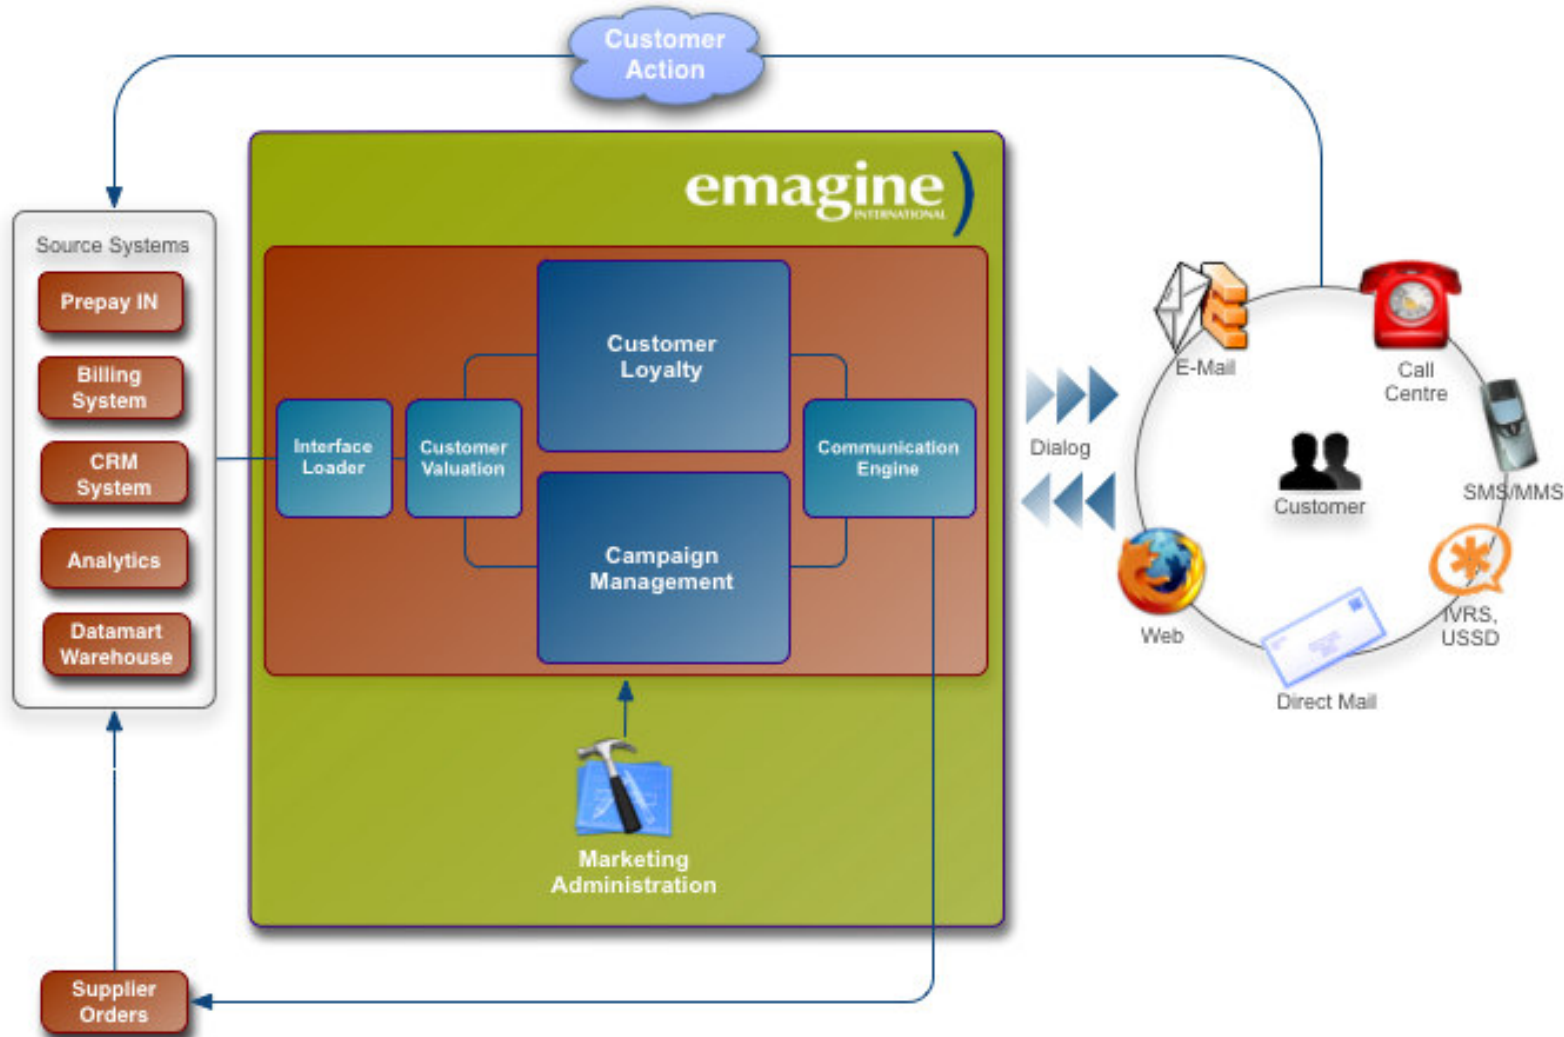 Customer
Action
emagine
INTERNATIONAL
Source Systems
Prepay IN
Billing
System
CRM
System
Analytics
Datamart
Warehouse
Interface
Loader
Customer
Valuation
Customer
Loyalty
Campaign
Management
Communication
Engine
Marketing
Administration
Dialog
E-Mail
Call
Centre
SMS/MMS
Customer
IVRS,
USSD
Web
Direct Mail
Supplier
Orders